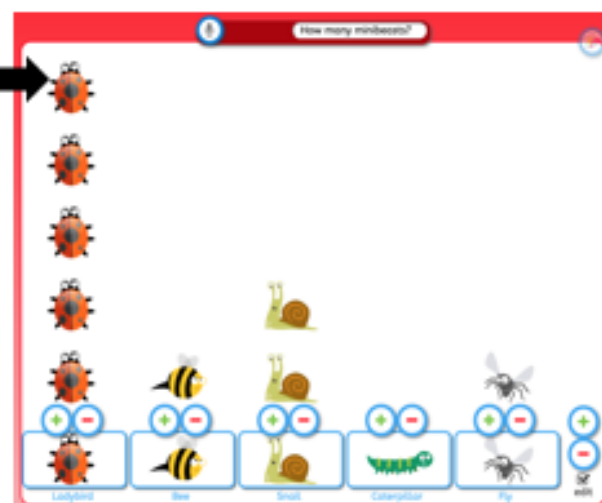 How many minibeasts?
Ladybird
Bee
Snail
Caterpillar
Fly
edit